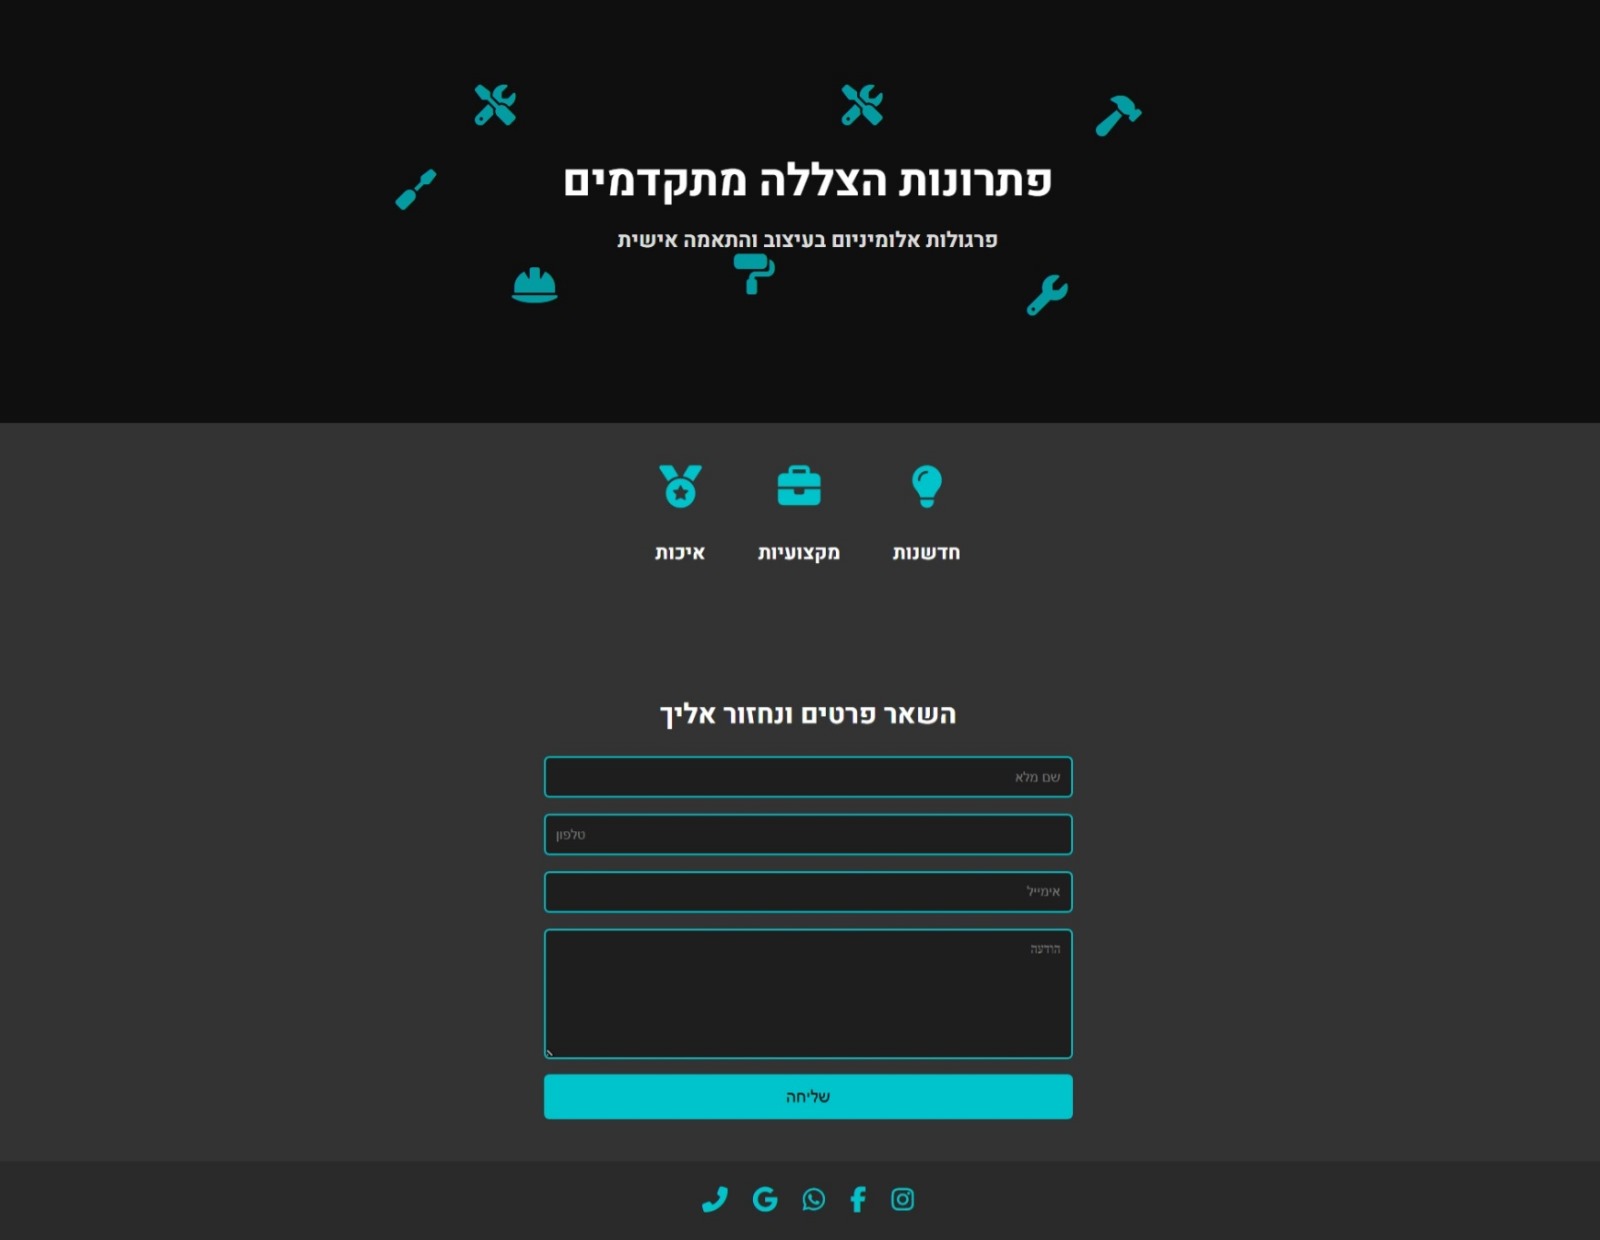 פתרונות הצללה מתקדמים
פרגולות אלומיניום בעיצוב והתאמה אישית
חדשנות
מקצועיות
איכות
השאר פרטים ונחזור אליך
שם מלא
טלפון
אימייל
הודעה
שליחה